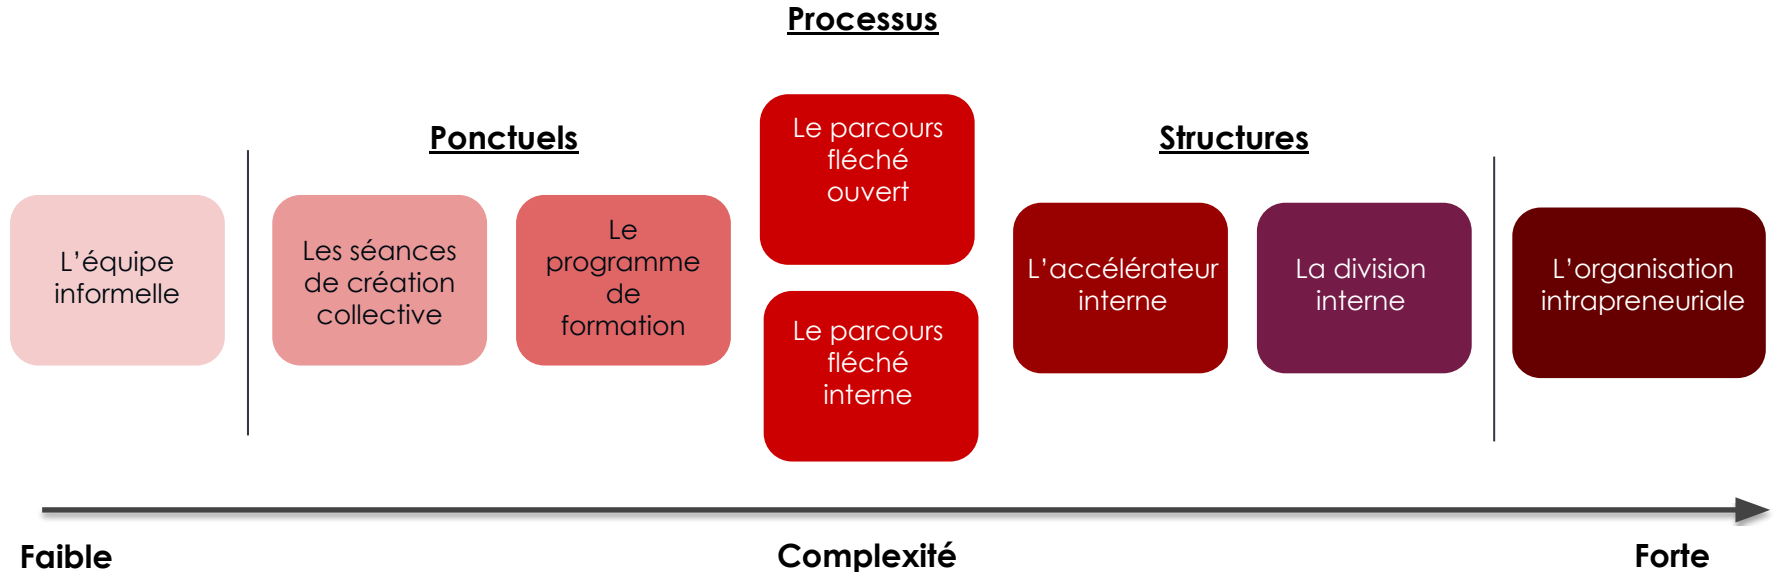 Processus
Ponctuels
Structures
L’équipe
informelle
Les séances
de création
collective
Le
programme
de
formation
Le parcours
fléché
ouvert
Le parcours
fléché
interne
L’accélérateur
interne
La division
interne
L’organisation
intrapreneuriale
Faible
Complexité
Forte